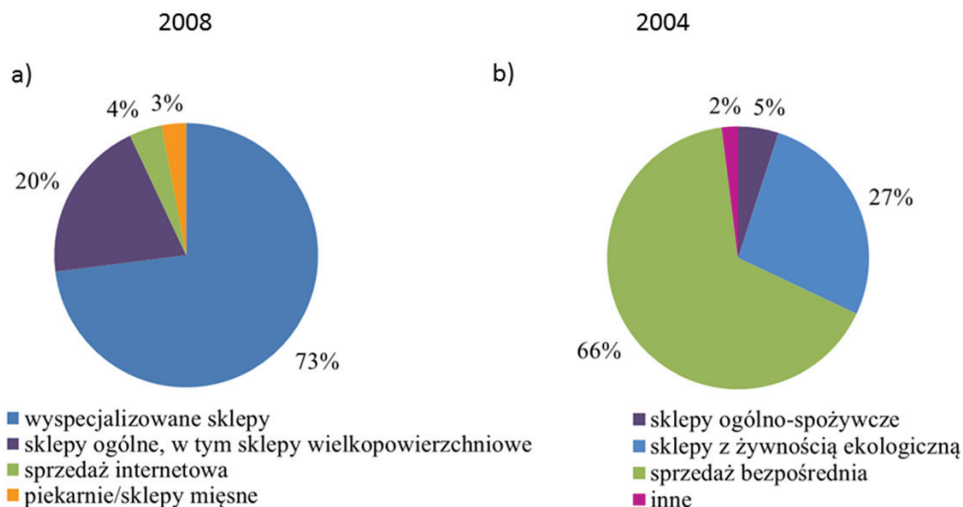 2008
2004
a)
b)
4%
3%
20%
73%
2%
5%
27%
66%
wyspecjalizowane sklepy
sklepy ogólne, w tym sklepy wielkopowierzchniowe
sprzedaż internetowa
piekarnie/sklepy mięsne
sklepy ogólno-spożywcze
sklepy z żywnością ekologiczną
sprzedaż bezpośrednia
inne